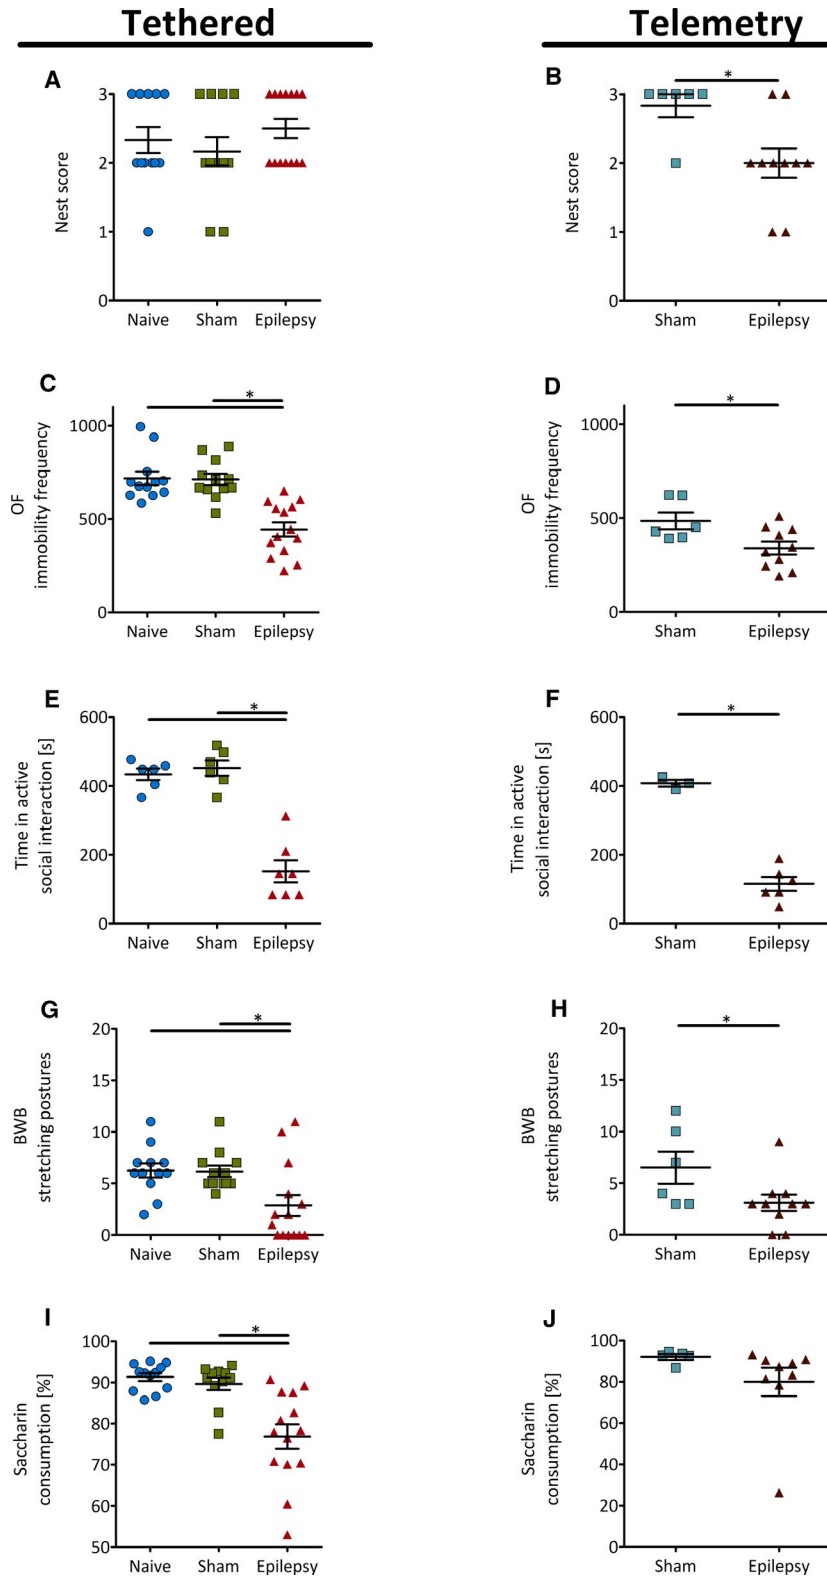 Tethered
Telemetry
A
Nest score
3
2
1
0
Naive Sham Epilepsy
B
*
Nest score
3
2
1
0
Sham Epilepsy
C
*
OF
immobility frequency
1000
500
0
Naive Sham Epilepsy
D
*
OF
immobility frequency
1000
500
0
Sham Epilepsy
E
*
Time in active
social interaction [s]
600
400
200
0
Naive Sham Epilepsy
F
*
Time in active
social interaction [s]
600
400
200
0
Sham Epilepsy
G
*
BWB
stretching postures
20
15
10
5
0
Naive Sham Epilepsy
H
*
BWB
stretching postures
20
15
10
5
0
Sham Epilepsy
I
*
Saccharin
consumption [%]
100
90
80
70
60
50
Naive Sham Epilepsy
J
Saccharin
consumption [%]
100
80
60
40
20
0
Sham Epilepsy